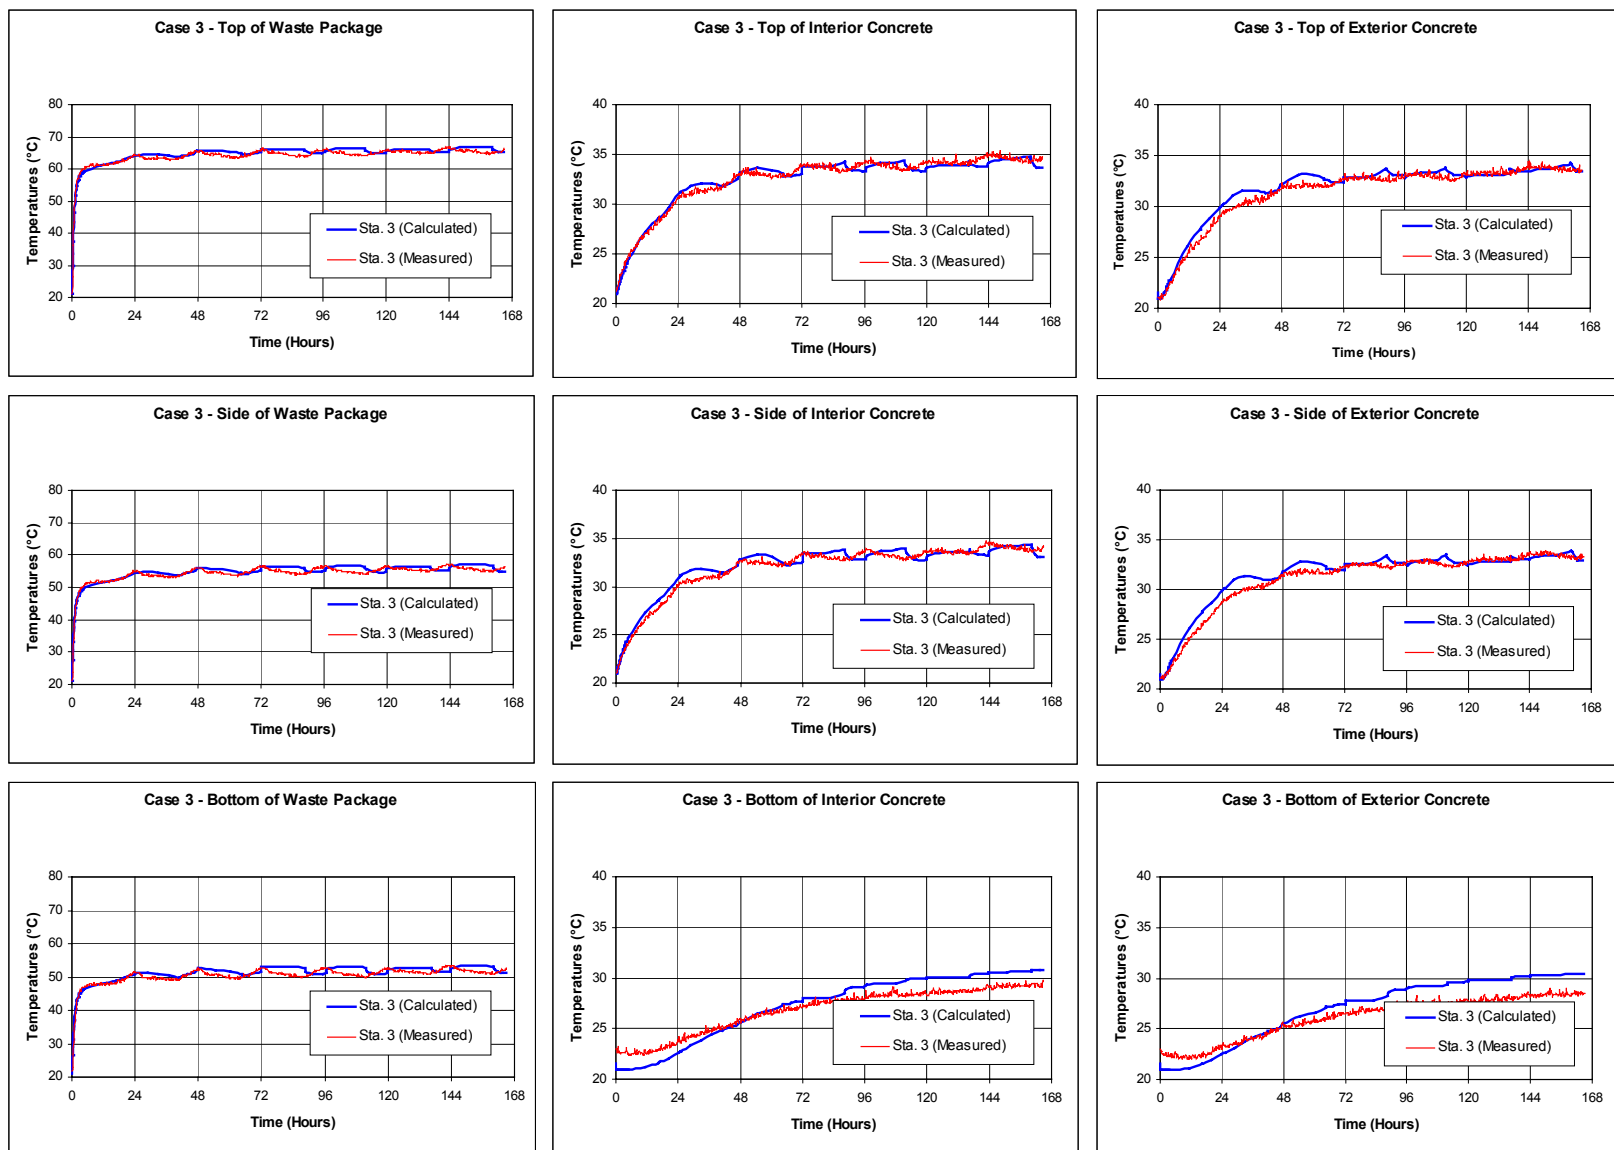 Case 3 - Top of Waste Package
Temperatures (°C)
80
70
60
50
40
30
20
Sta. 3 (Calculated)
Sta. 3 (Measured)
0 24 48 72 96 120 144 168
Time (Hours)
Case 3 - Top of Interior Concrete
Temperatures (°C)
40
35
30
25
20
Sta. 3 (Calculated)
Sta. 3 (Measured)
0 24 48 72 96 120 144 168
Time (Hours)
Case 3 - Top of Exterior Concrete
Temperatures (°C)
40
35
30
25
20
Sta. 3 (Calculated)
Sta. 3 (Measured)
0 24 48 72 96 120 144 168
Time (Hours)
Case 3 - Side of Waste Package
Temperatures (°C)
80
70
60
50
40
30
20
Sta. 3 (Calculated)
Sta. 3 (Measured)
0 24 48 72 96 120 144 168
Time (Hours)
Case 3 - Side of Interior Concrete
Temperatures (°C)
40
35
30
25
20
Sta. 3 (Calculated)
Sta. 3 (Measured)
0 24 48 72 96 120 144 168
Time (Hours)
Case 3 - Side of Exterior Concrete
Temperatures (°C)
40
35
30
25
20
Sta. 3 (Calculated)
Sta. 3 (Measured)
0 24 48 72 96 120 144 168
Time (Hours)
Case 3 - Bottom of Waste Package
Temperatures (°C)
80
70
60
50
40
30
20
Sta. 3 (Calculated)
Sta. 3 (Measured)
0 24 48 72 96 120 144 168
Time (Hours)
Case 3 - Bottom of Interior Concrete
Temperatures (°C)
40
35
30
25
20
Sta. 3 (Calculated)
Sta. 3 (Measured)
0 24 48 72 96 120 144 168
Time (Hours)
Case 3 - Bottom of Exterior Concrete
Temperatures (°C)
40
35
30
25
20
Sta. 3 (Calculated)
Sta. 3 (Measured)
0 24 48 72 96 120 144 168
Time (Hours)